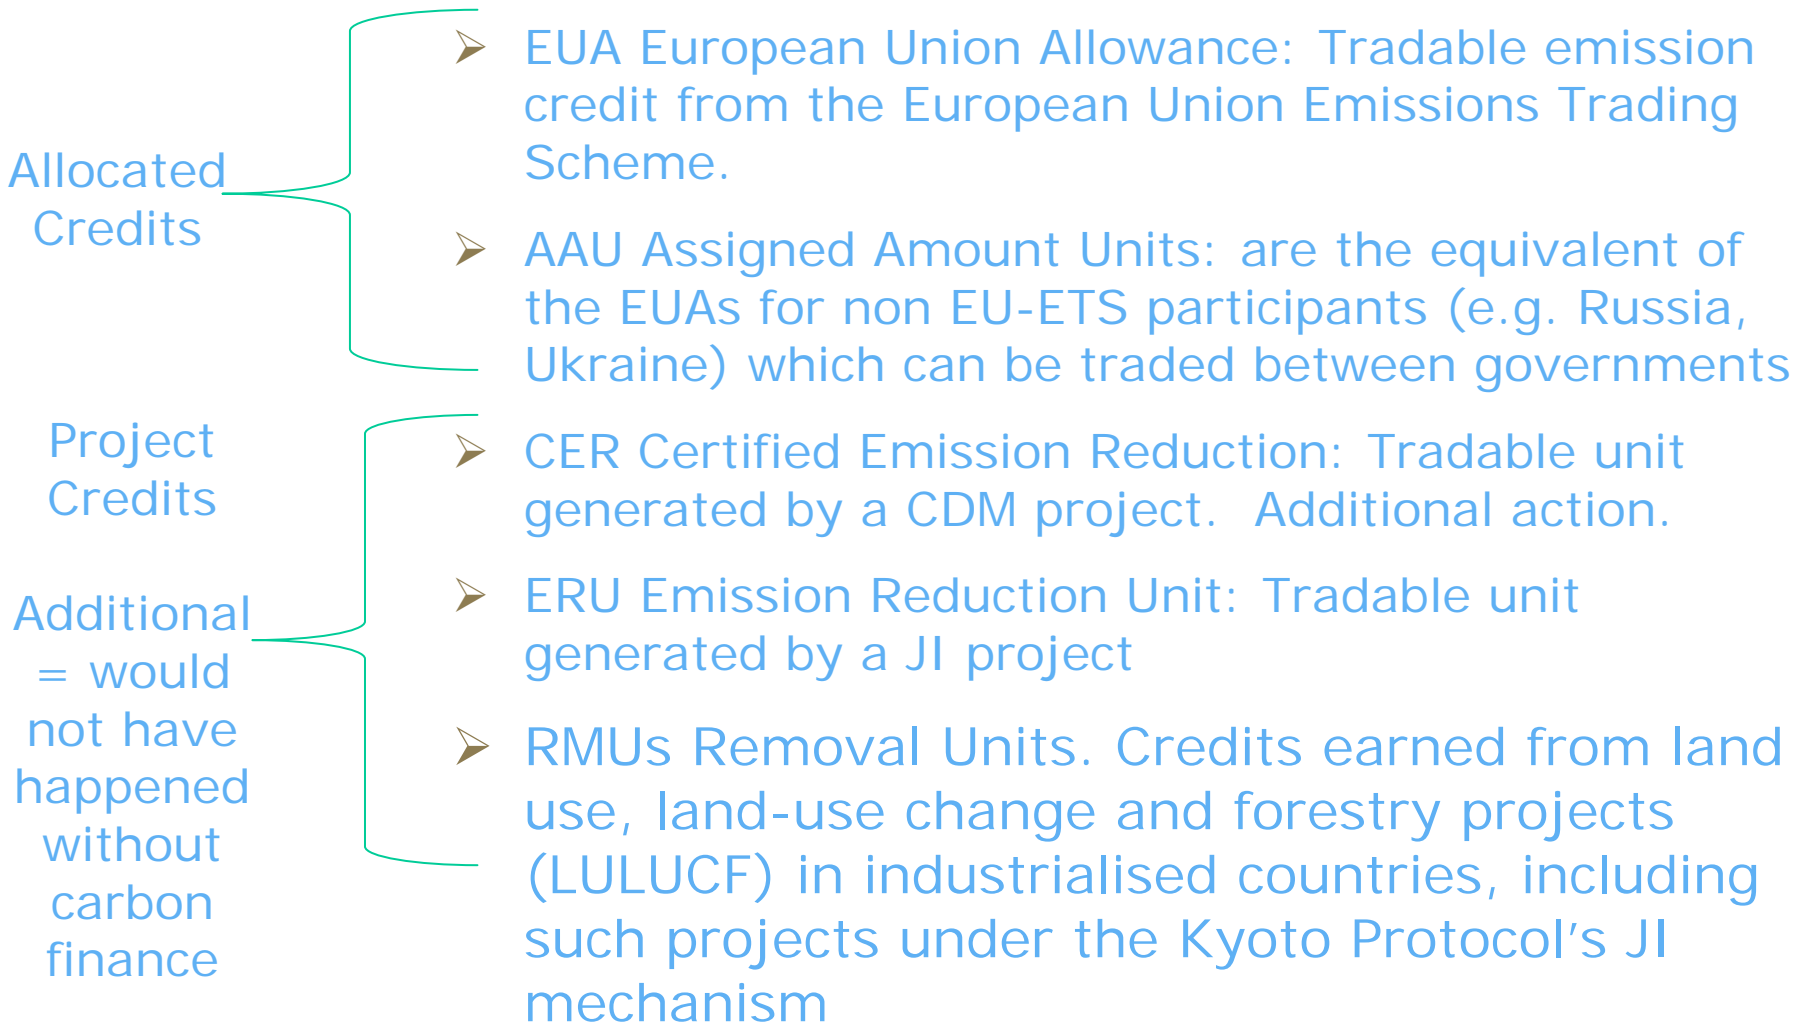 Allocated
Credits
EUA European Union Allowance: Tradable emission
credit from the European Union Emissions Trading
Scheme.
AAU Assigned Amount Units: are the equivalent of
the EUAs for non EU-ETS participants (e.g. Russia,
Ukraine) which can be traded between governments
Project
Credits
Additional
= would
not have
happened
without
carbon
finance
CER Certified Emission Reduction: Tradable unit
generated by a CDM project. Additional action.
ERU Emission Reduction Unit: Tradable unit
generated by a JI project
RMUs Removal Units. Credits earned from land
use, land-use change and forestry projects
(LULUCF) in industrialised countries, including
such projects under the Kyoto Protocol’s JI
mechanism